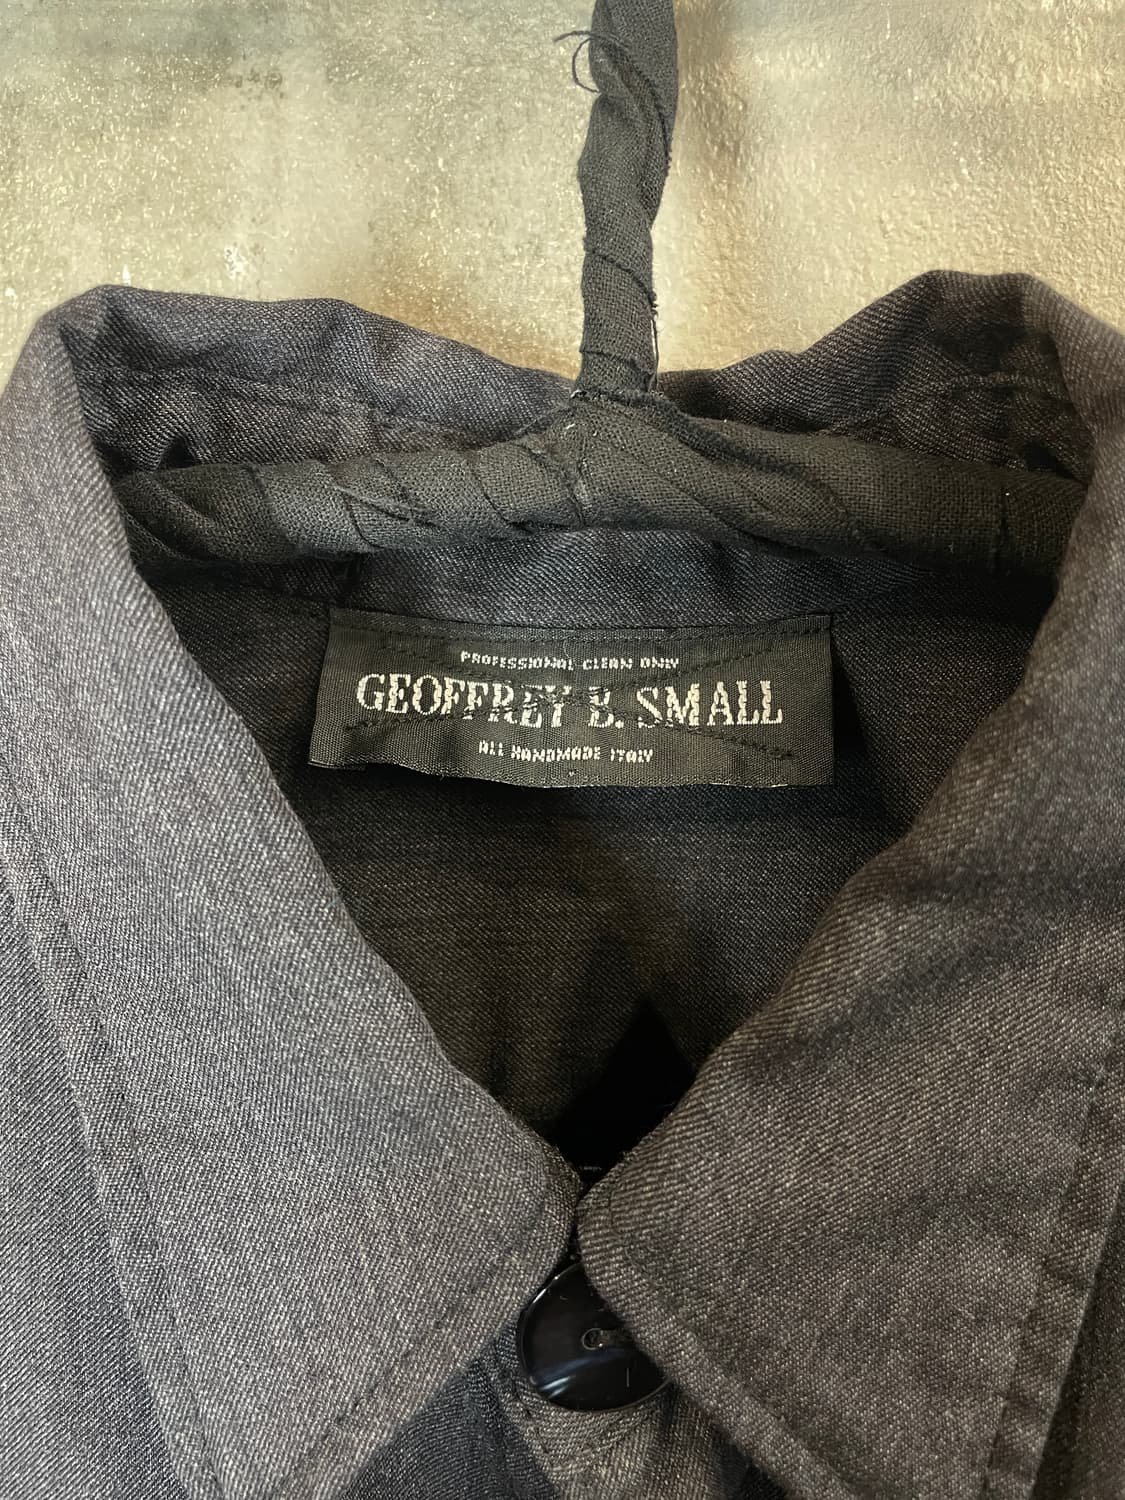 PROFESSIONAL CLEAN ONLY
GEOFFREY B. SMALL
ALL HANDMADE ITALY